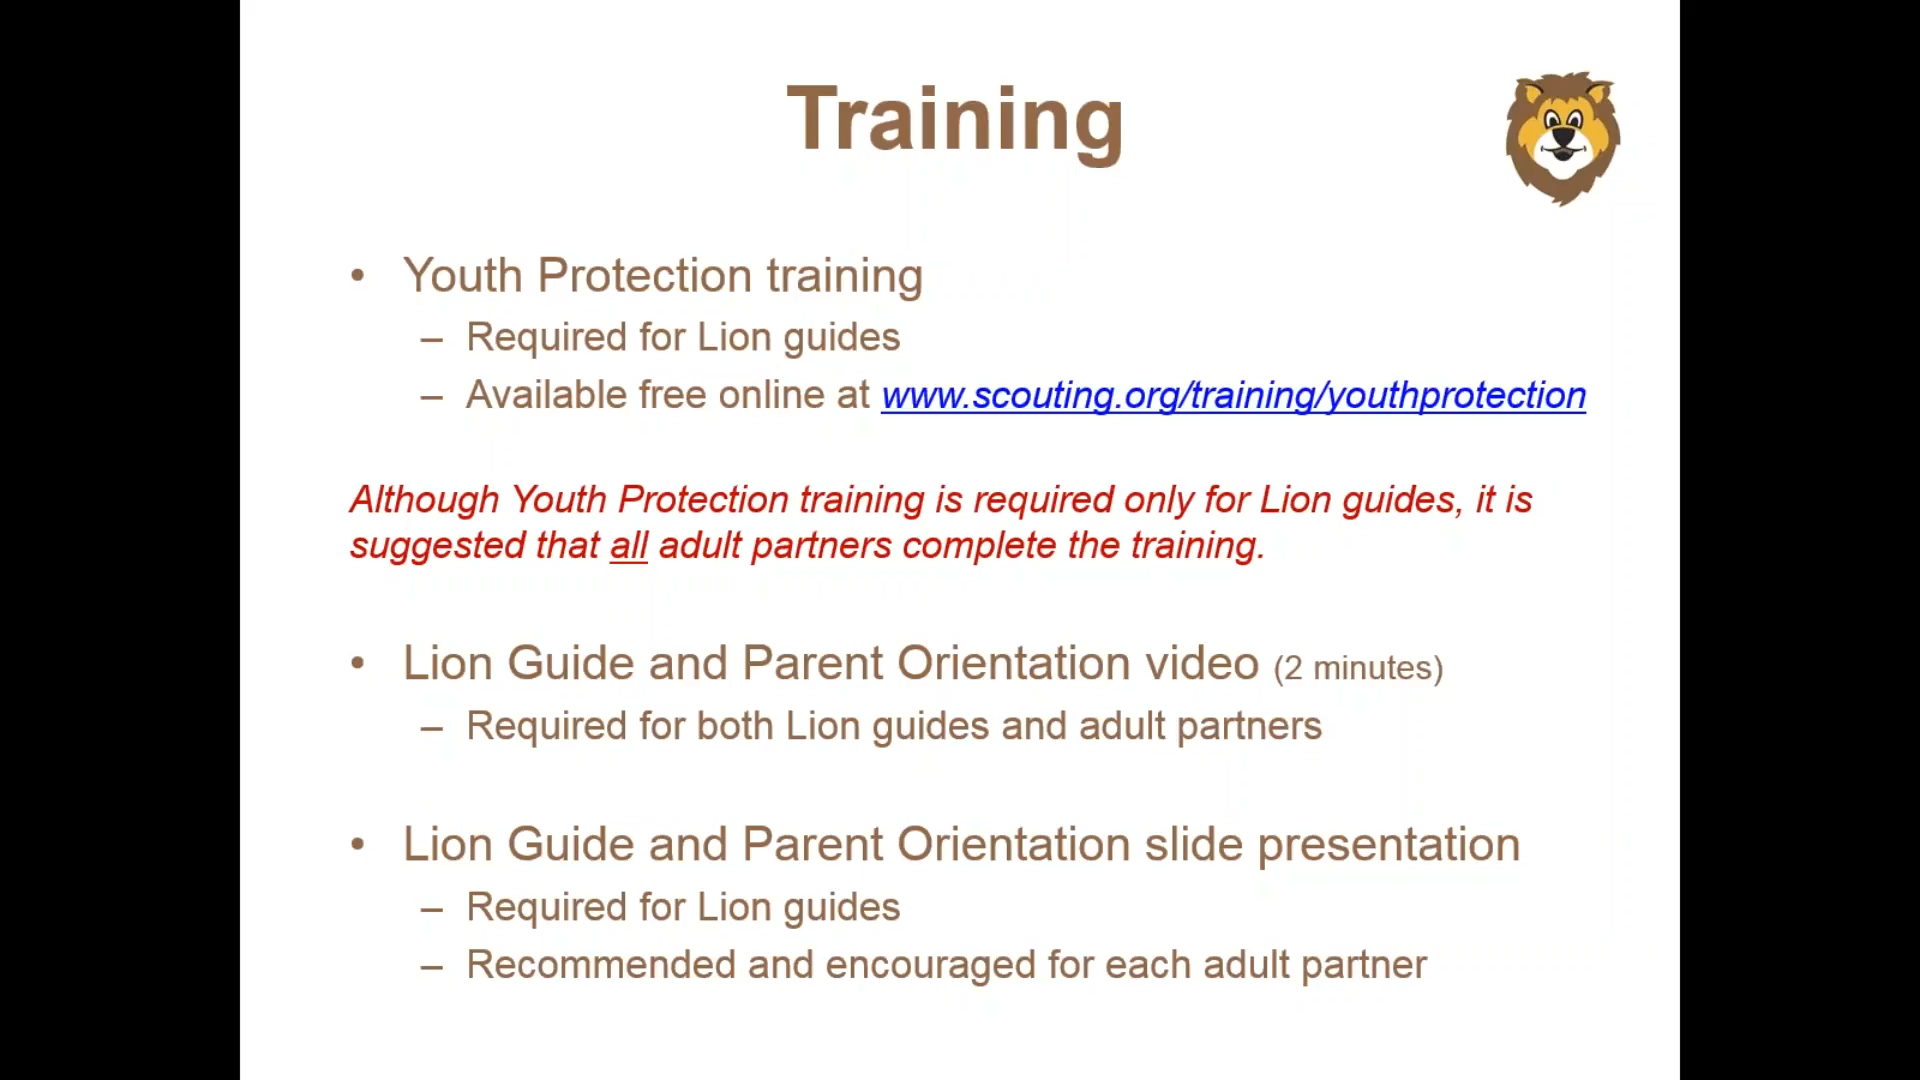 Training
• Youth Protection training
– Required for Lion guides
– Available free online at www.scouting.org/training/youthprotection
Although Youth Protection training is required only for Lion guides, it is
suggested that all adult partners complete the training.
• Lion Guide and Parent Orientation video (2 minutes)
– Required for both Lion guides and adult partners
• Lion Guide and Parent Orientation slide presentation
– Required for Lion guides
– Recommended and encouraged for each adult partner